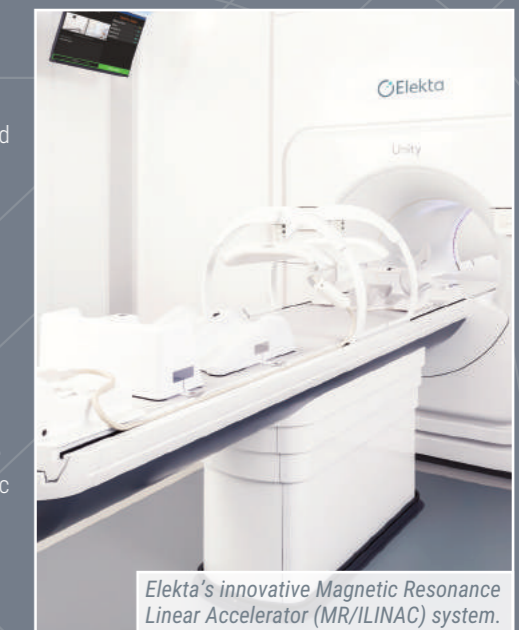 Elekta
Unity
d
c
Elekta's innovative Magnetic Resonance
Linear Accelerator (MR/ILINAC) system.